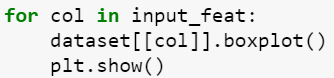 for col in input_feat:
    dataset[[col]].boxplot()
    plt.show()